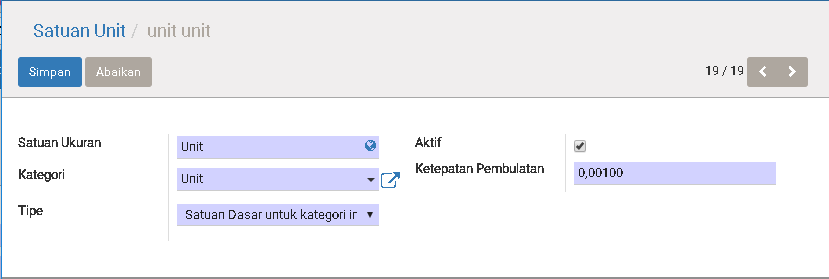 Satuan Unit / unit unit
Simpan Abaikan 19 / 19
Satuan Ukuran Unit Aktif
Kategori Unit Ketepatan Pembulatan 0,00100
Tipe Satuan Dasar untuk kategori ir